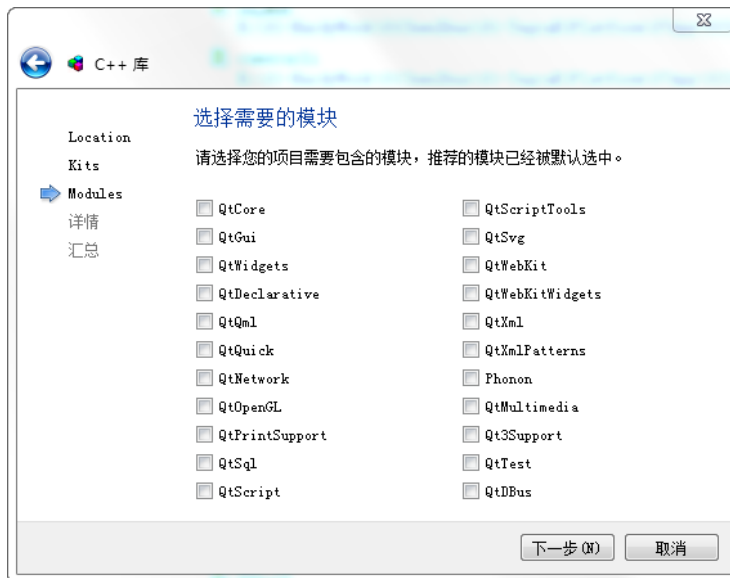 C++ 库
Location
Kits
Modules
详情
汇总
选择需要的模块
请选择您的项目需要包含的模块，推荐的模块已经被默认选中。
QtCore
QtGui
QtWidgets
QtDeclarative
QtQml
QtQuick
QtNetwork
QtOpenGL
QtPrintSupport
QtSql
QtScript
QtScriptTools
QtSvg
QtWebKit
QtWebKitWidgets
QtXml
QtXmlPatterns
Phonon
QtMultimedia
Qt3Support
QtTest
QtDBus
下一步(N)
取消